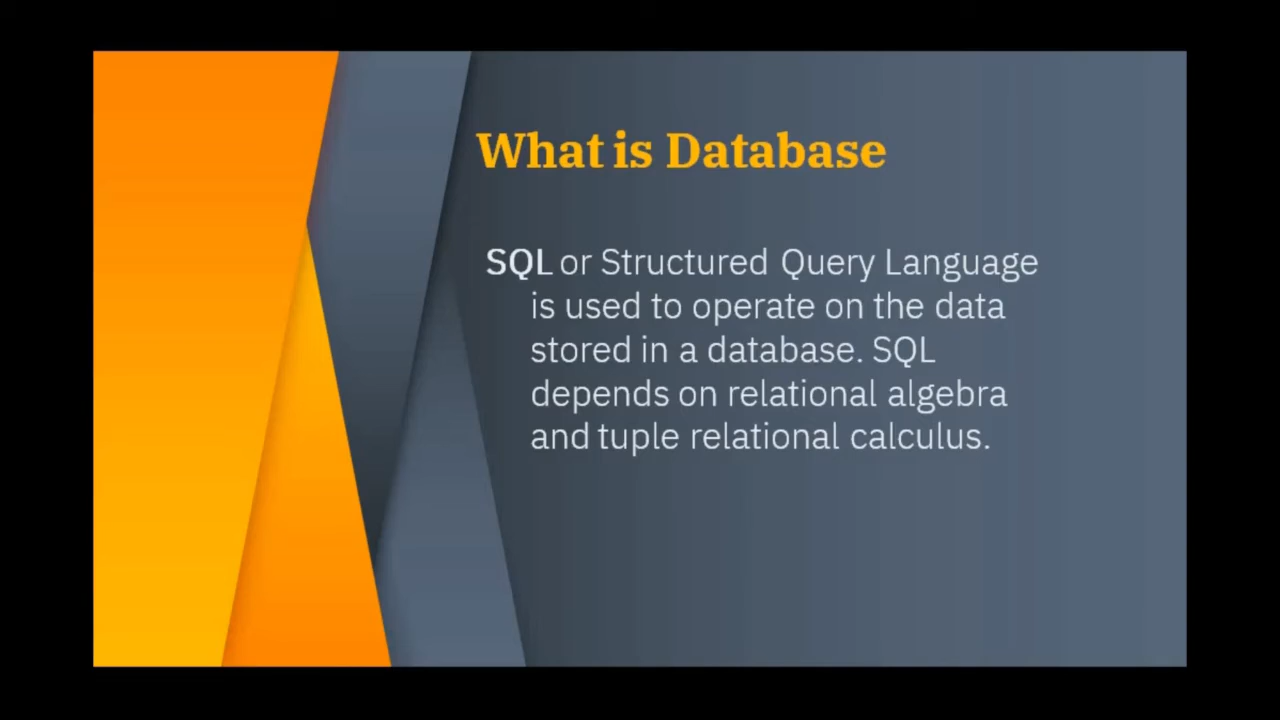 What is Database
SQL or Structured Query Language
is used to operate on the data
stored in a database. SQL
depends on relational algebra
and tuple relational calculus.